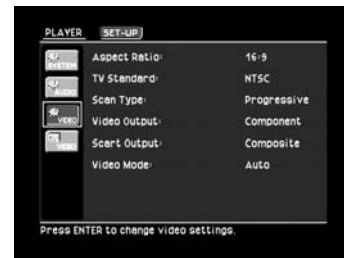 PLAYER SET-UP
SYSTEM
AUDIO
VIDEO
VIDEO
Aspect Ratio: 16:9
TV Standard: NTSC
Scan Type: Progressive
Video Output: Component
Scart Output: Composite
Video Mode: Auto
Press ENTER to change video settings.